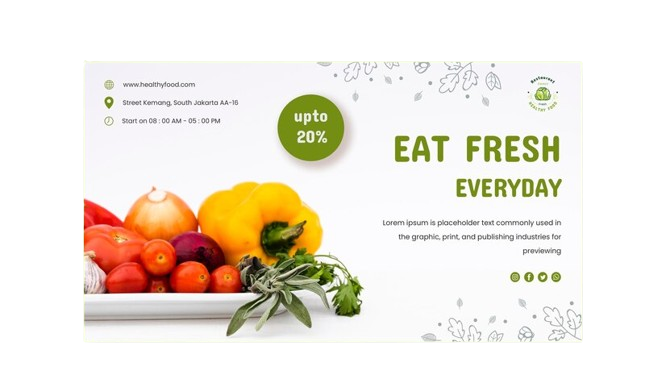 www.healthyfood.com
Street Kemang, South Jakarta AA-16
Start on 08 : 00 AM - 05 : 00 PM
upto
20%
Restaurant
HEALTHY FOOD
EAT FRESH
EVERYDAY
Lorem ipsum is placeholder text commonly used in
the graphic, print, and publishing industries for
previewing